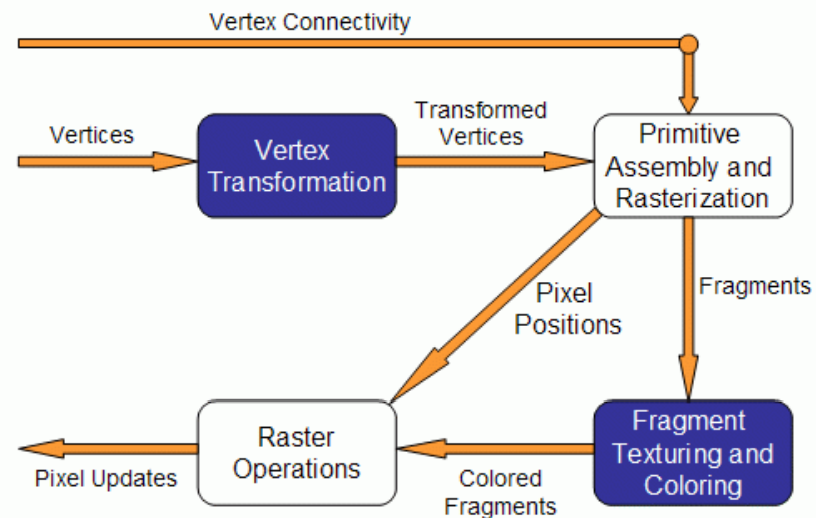 Vertex Connectivity
Vertices
Vertex
Transformation
Transformed
Vertices
Primitive
Assembly and
Rasterization
Pixel
Positions
Fragments
Raster
Operations
Pixel Updates
Colored
Fragments
Fragment
Texturing and
Coloring